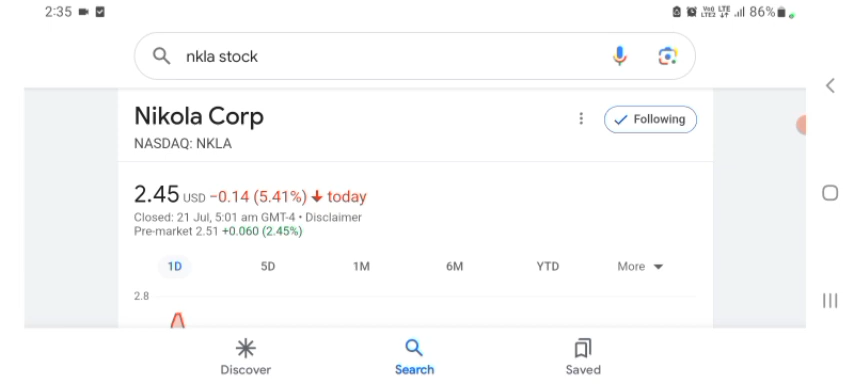 2:35
86%
nkla stock
Nikola Corp
Following
NASDAQ: NKLA
2.45 USD −0.14 (5.41%) ↓ today
Closed: 21 Jul, 5:01 am GMT-4 • Disclaimer
Pre-market 2.51 +0.060 (2.45%)
1D 5D 1M 6M YTD More
2.8
Discover Search Saved